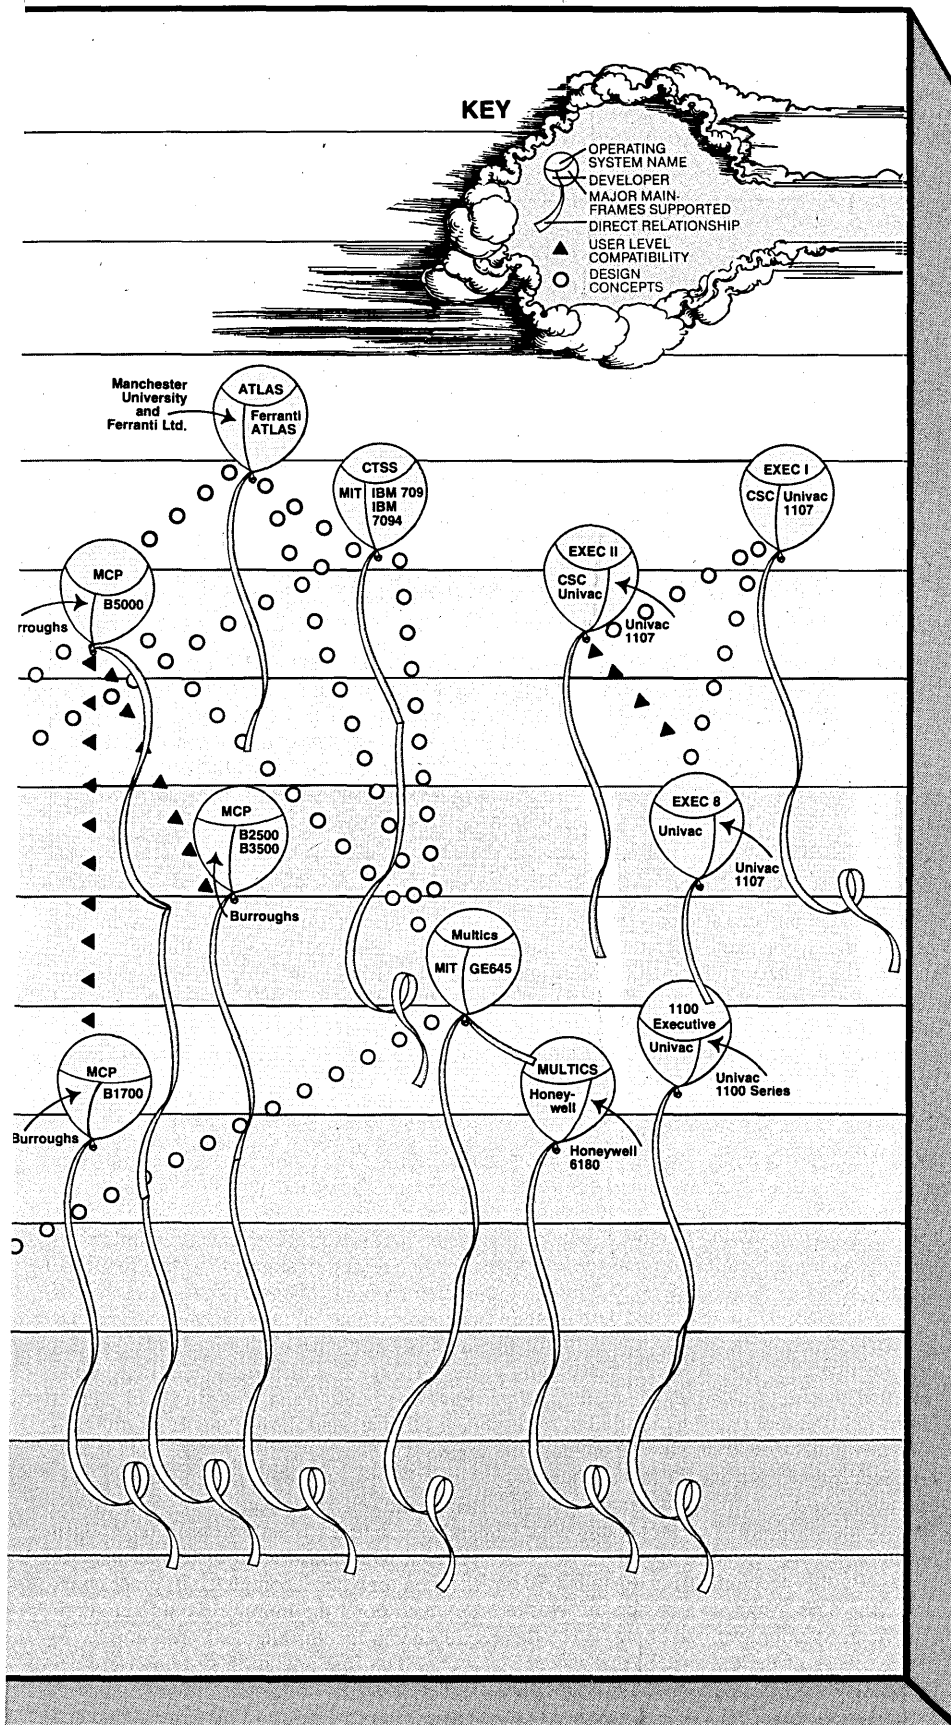 KEY
OPERATING
SYSTEM NAME
DEVELOPER
MAJOR MAIN-
FRAMES SUPPORTED
DIRECT RELATIONSHIP
USER LEVEL
COMPATIBILITY
DESIGN
CONCEPTS
Manchester
University
and
Ferranti Ltd.
ATLAS
Ferranti
ATLAS
CTSS
MIT
IBM 709
IBM
7094
EXEC I
CSC
Univac
1107
EXEC II
CSC
Univac
Univac
1107
MCP
B5000
rroughs
MCP
B2500
B3500
Burroughs
EXEC 8
Univac
Univac
1107
Multics
MIT
GE645
1100
Executive
Univac
Univac
1100 Series
MCP
B1700
Burroughs
MULTICS
Honey-
well
Honeywell
6180